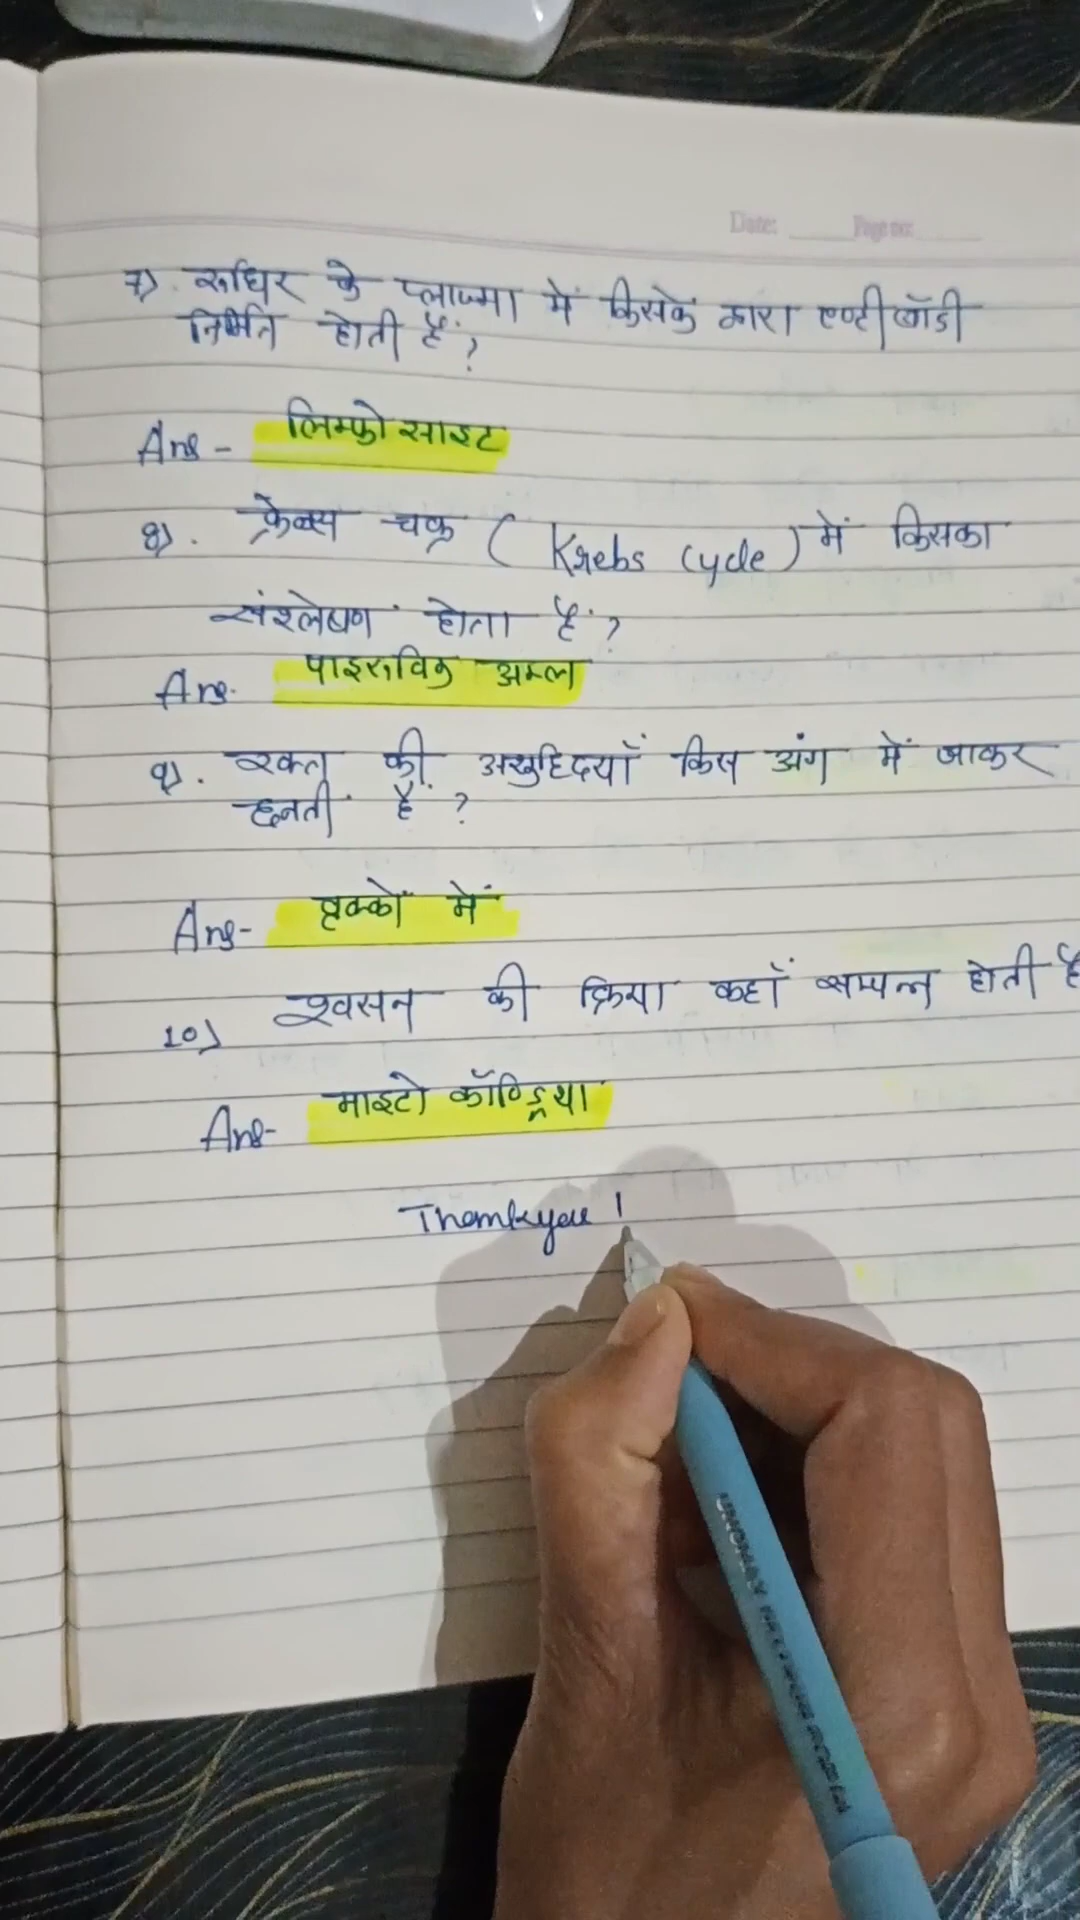 Date: Page no:
7). रुधिर के प्लाज्मा में किसके द्वारा एण्टीबॉडी
निर्मित होती हैं ?
Ans - लिम्फोसाइट
8). क्रेब्स चक्र ( Krebs Cycle ) में किसका
संश्लेषण होता है ?
Ans. पाइरुविक अम्ल
9). रक्त की अशुद्दियाँ किस अंग में जाकर
छनती हैं ?
Ans- वृक्कों में
10) श्वसन की क्रिया कहाँ सम्पन्न होती है
Ans- माइटो कॉण्ड्रिया
Thankyou !